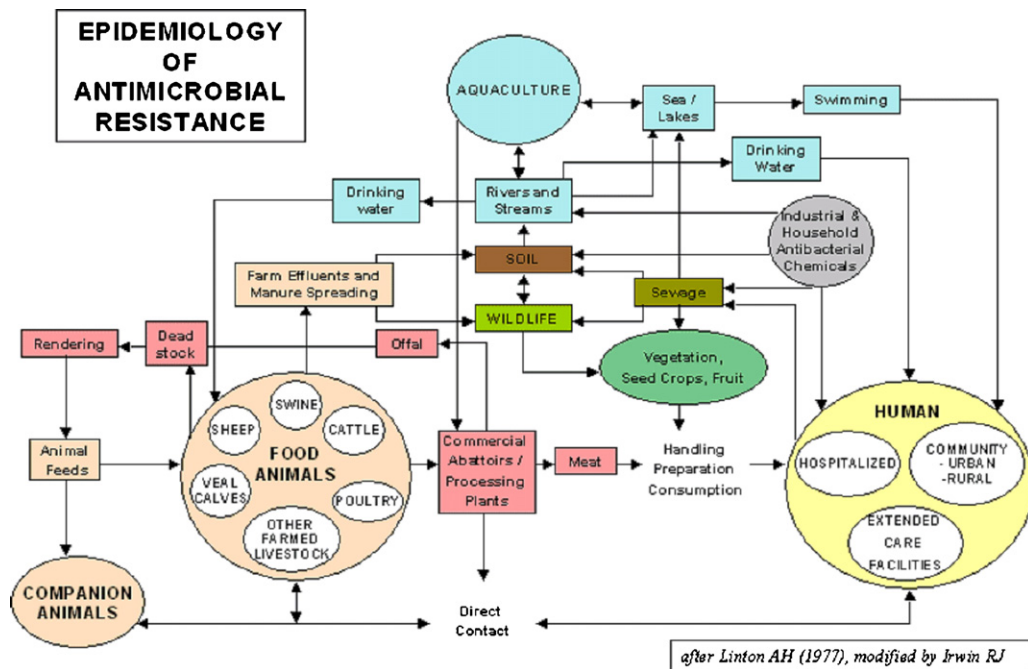 EPIDEMIOLOGY
OF
ANTIMICROBIAL
RESISTANCE
AQUACULTURE
Sea /
Lakes
Swimming
Drinking
Water
Drinking
water
Rivers and
Streams
Industrial &
Household
Antibacterial
Chemicals
Farm Effluents and
Manure Spreading
SOIL
Sewage
WILDLIFE
Rendering
Dead
stock
Offal
Vegetation,
Seed Crops, Fruit
SWINE
SHEEP
CATTLE
FOOD
ANIMALS
VEAL
CALVES
POULTRY
OTHER
FARMED
LIVESTOCK
Animal
Feeds
Commercial
Abattoirs /
Processing
Plants
Meat
Handling
Preparation
Consumption
HUMAN
HOSPITALIZED
COMMUNITY
- URBAN
-RURAL
EXTENDED
CARE
FACILITIES
COMPANION
ANIMALS
Direct
Contact
after Linton AH (1977), modified by Irwin RJ